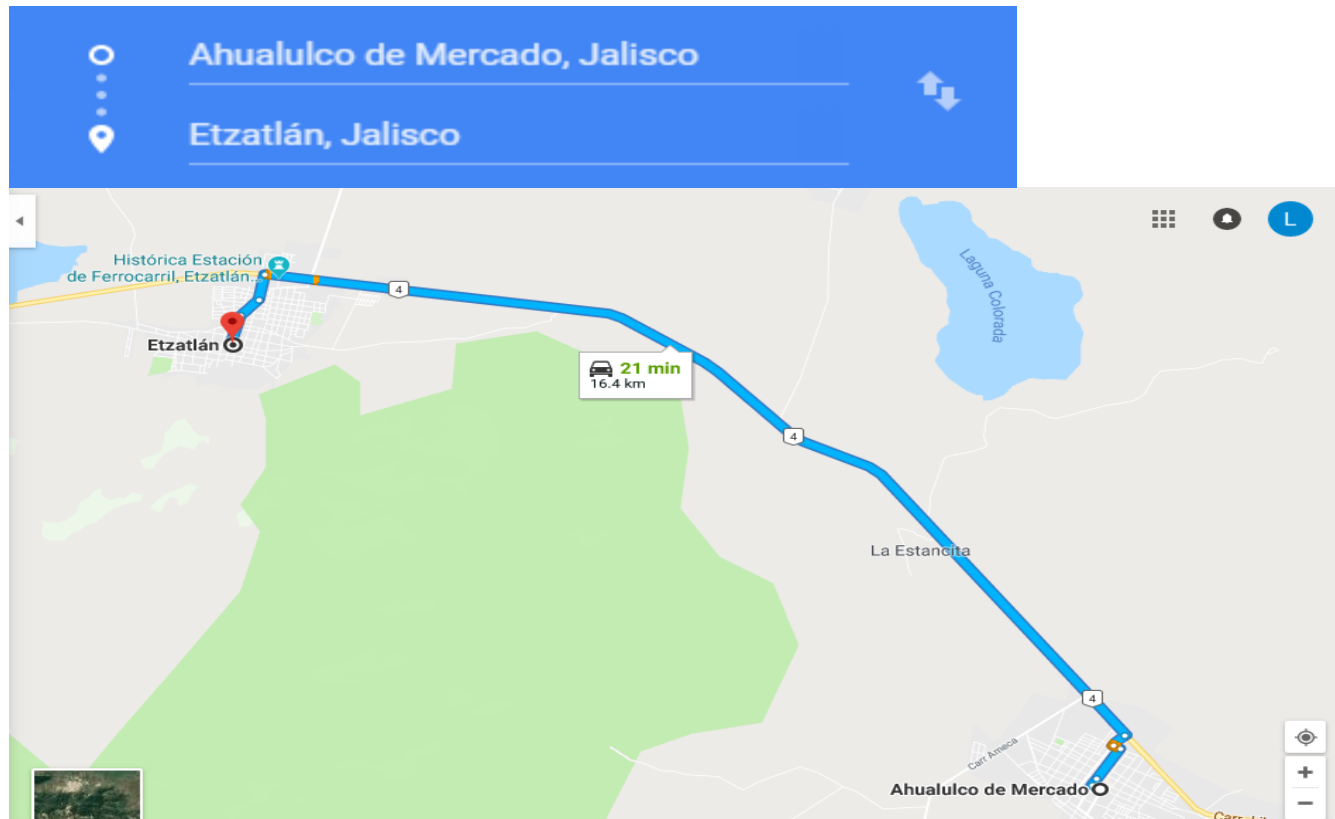 Ahualulco de Mercado, Jalisco
Etzatlán, Jalisco
L
Histórica Estación
de Ferrocarril, Etzatlán...
4
Laguna Colorada
Etzatlán
21 min
16.4 km
4
La Estancita
4
Carr Ameca
Ahualulco de Mercado
+
−